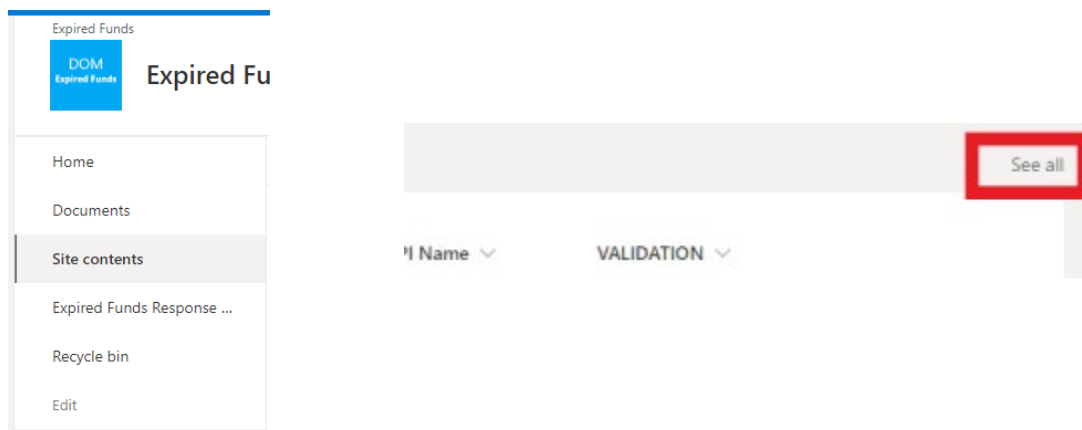 Expired Funds
DOM
Expired Funds
Expired Fu
Home
Documents
Site contents
Expired Funds Response ...
Recycle bin
Edit
See all
PI Name
VALIDATION